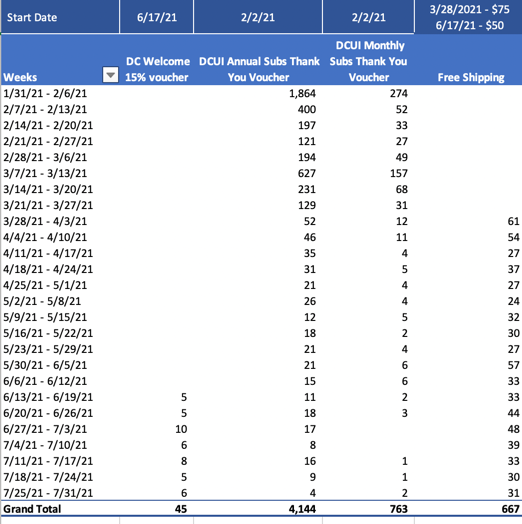 Start Date 6/17/21 2/2/21 2/2/21 3/28/2021 - $75
6/17/21 - $50
Weeks DC Welcome 15% voucher DCUI Annual Subs Thank You Voucher DCUI Monthly Subs Thank You Voucher Free Shipping
1/31/21 - 2/6/21 1,864 274
2/7/21 - 2/13/21 400 52
2/14/21 - 2/20/21 197 33
2/21/21 - 2/27/21 121 27
2/28/21 - 3/6/21 194 49
3/7/21 - 3/13/21 627 157
3/14/21 - 3/20/21 231 68
3/21/21 - 3/27/21 129 31
3/28/21 - 4/3/21 52 12 61
4/4/21 - 4/10/21 46 11 54
4/11/21 - 4/17/21 35 4 27
4/18/21 - 4/24/21 31 5 37
4/25/21 - 5/1/21 21 4 27
5/2/21 - 5/8/21 26 4 24
5/9/21 - 5/15/21 12 5 32
5/16/21 - 5/22/21 18 2 30
5/23/21 - 5/29/21 21 4 27
5/30/21 - 6/5/21 21 6 57
6/6/21 - 6/12/21 15 6 33
6/13/21 - 6/19/21 5 11 2 33
6/20/21 - 6/26/21 5 18 3 44
6/27/21 - 7/3/21 10 17 48
7/4/21 - 7/10/21 6 8 39
7/11/21 - 7/17/21 8 16 1 33
7/18/21 - 7/24/21 5 9 1 30
7/25/21 - 7/31/21 6 4 2 31
Grand Total 45 4,144 763 667